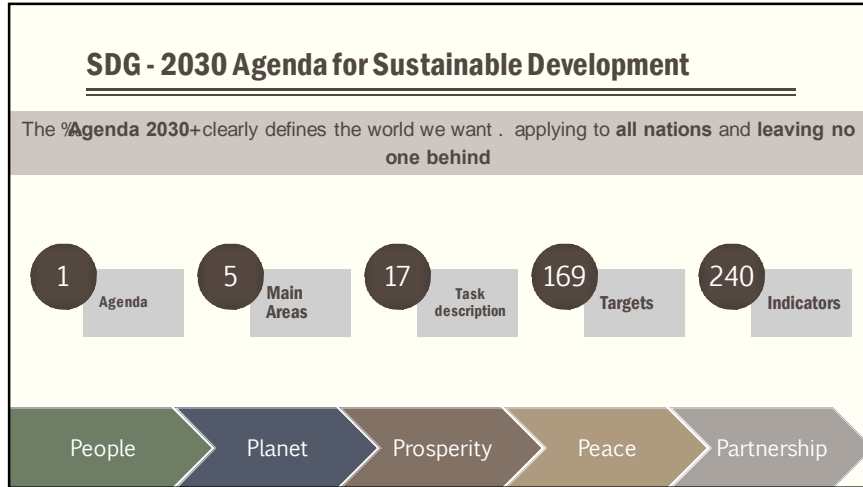 SDG - 2030 Agenda for Sustainable Development
The %Agenda 2030+ clearly defines the world we want . applying to all nations and leaving no
one behind
1
Agenda
5
Main
Areas
17
Task
description
169
Targets
240
Indicators
People
Planet
Prosperity
Peace
Partnership